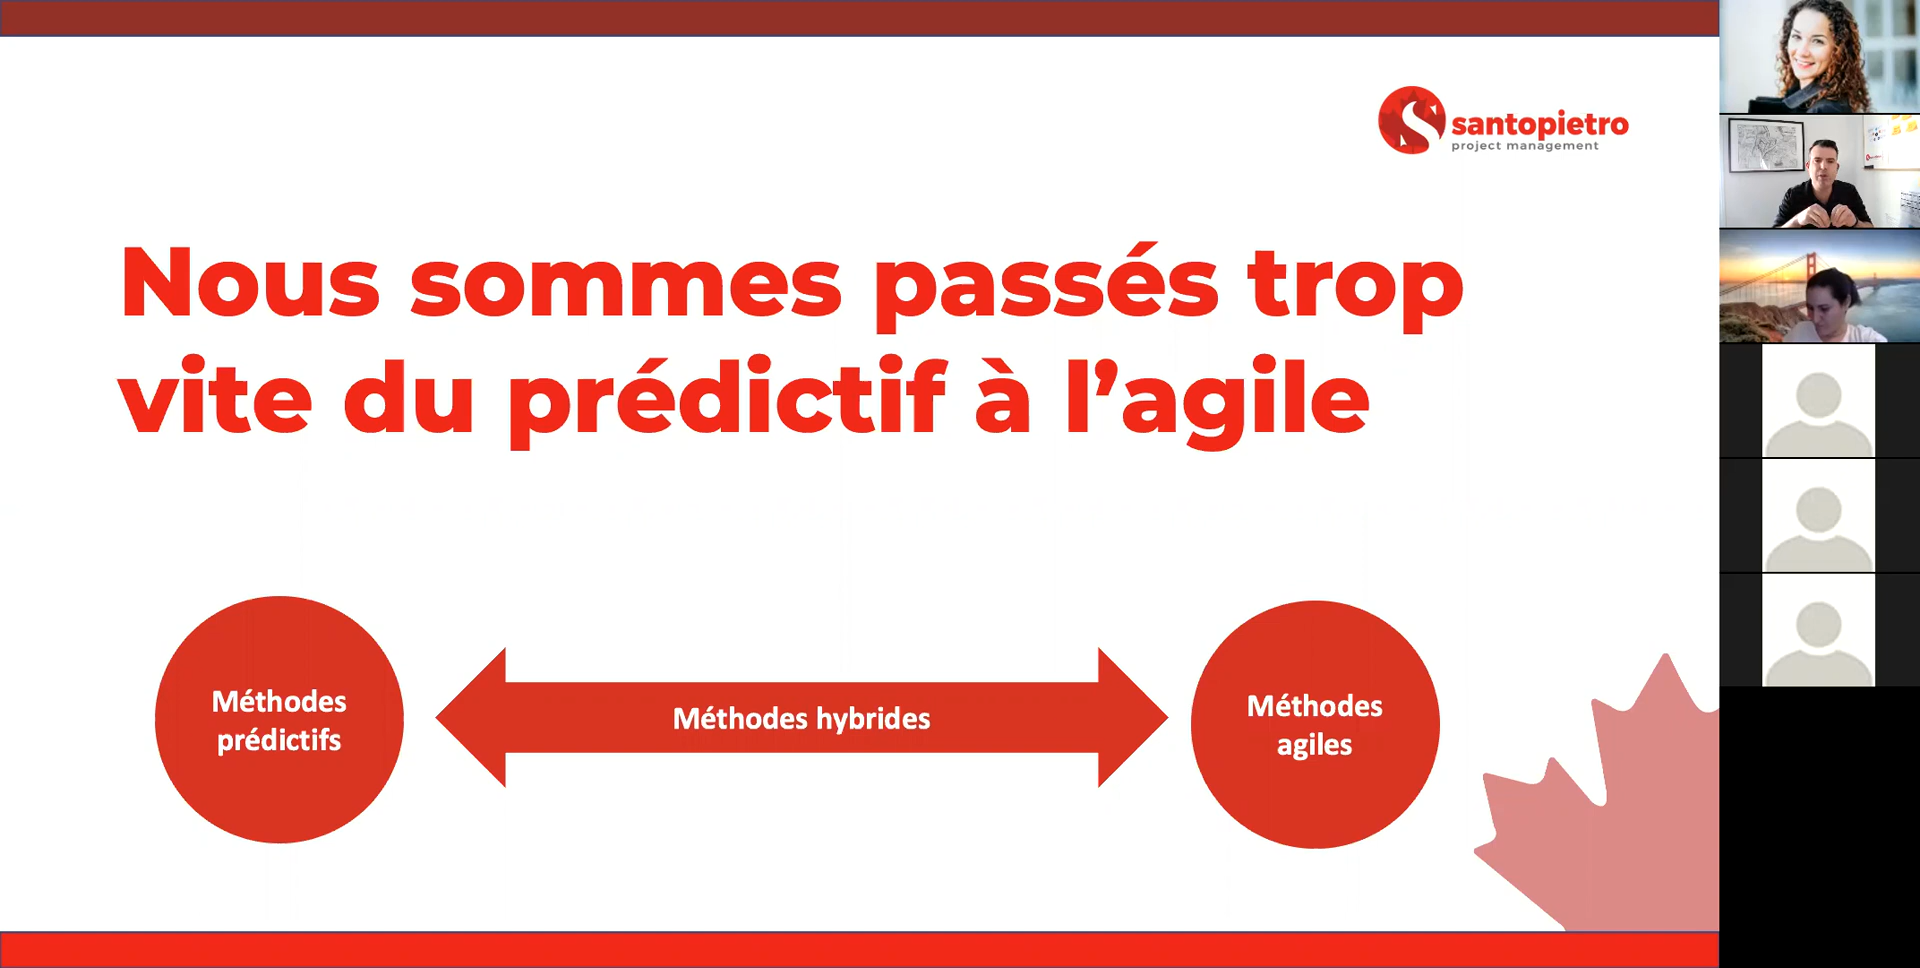 santopietro
project management
Nous sommes passés trop
vite du prédictif à l’agile
Méthodes
prédictifs
Méthodes hybrides
Méthodes
agiles